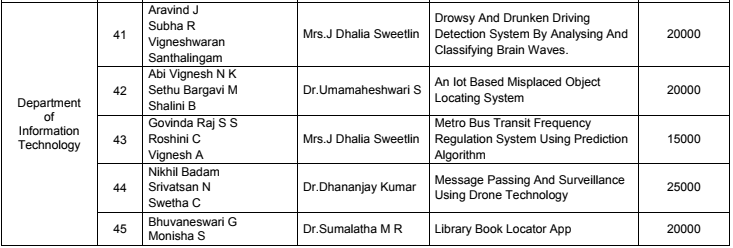 Department
of
Information
Technology
41
Aravind J
Subha R
Vigneshwaran
Santhalingam
Mrs.J Dhalia Sweetlin
Drowsy And Drunken Driving
Detection System By Analysing And
Classifying Brain Waves.
20000
42
Abi Vignesh N K
Sethu Bargavi M
Shalini B
Dr.Umamaheshwari S
An Iot Based Misplaced Object
Locating System
20000
43
Govinda Raj S S
Roshini C
Vignesh A
Mrs.J Dhalia Sweetlin
Metro Bus Transit Frequency
Regulation System Using Prediction
Algorithm
15000
44
Nikhil Badam
Srivatsan N
Swetha C
Dr.Dhananjay Kumar
Message Passing And Surveillance
Using Drone Technology
25000
45
Bhuvaneswari G
Monisha S
Dr.Sumalatha M R
Library Book Locator App
20000